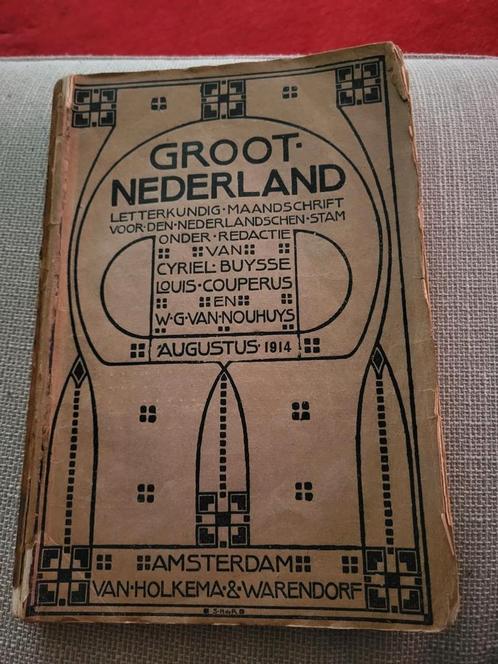 GROOT·
NEDERLAND
LETTERKUNDIG·MAANDSCHRIFT
VOOR·DEN·NEDERLANDSCHEN·STAM
ONDER·REDACTIE
VAN
CYRIEL·BUYSSE
LOUIS·COUPERUS
EN
W·G·VAN·NOUHUYS
AUGUSTUS·1914
AMSTERDAM
VAN·HOLKEMA·&·WARENDORF